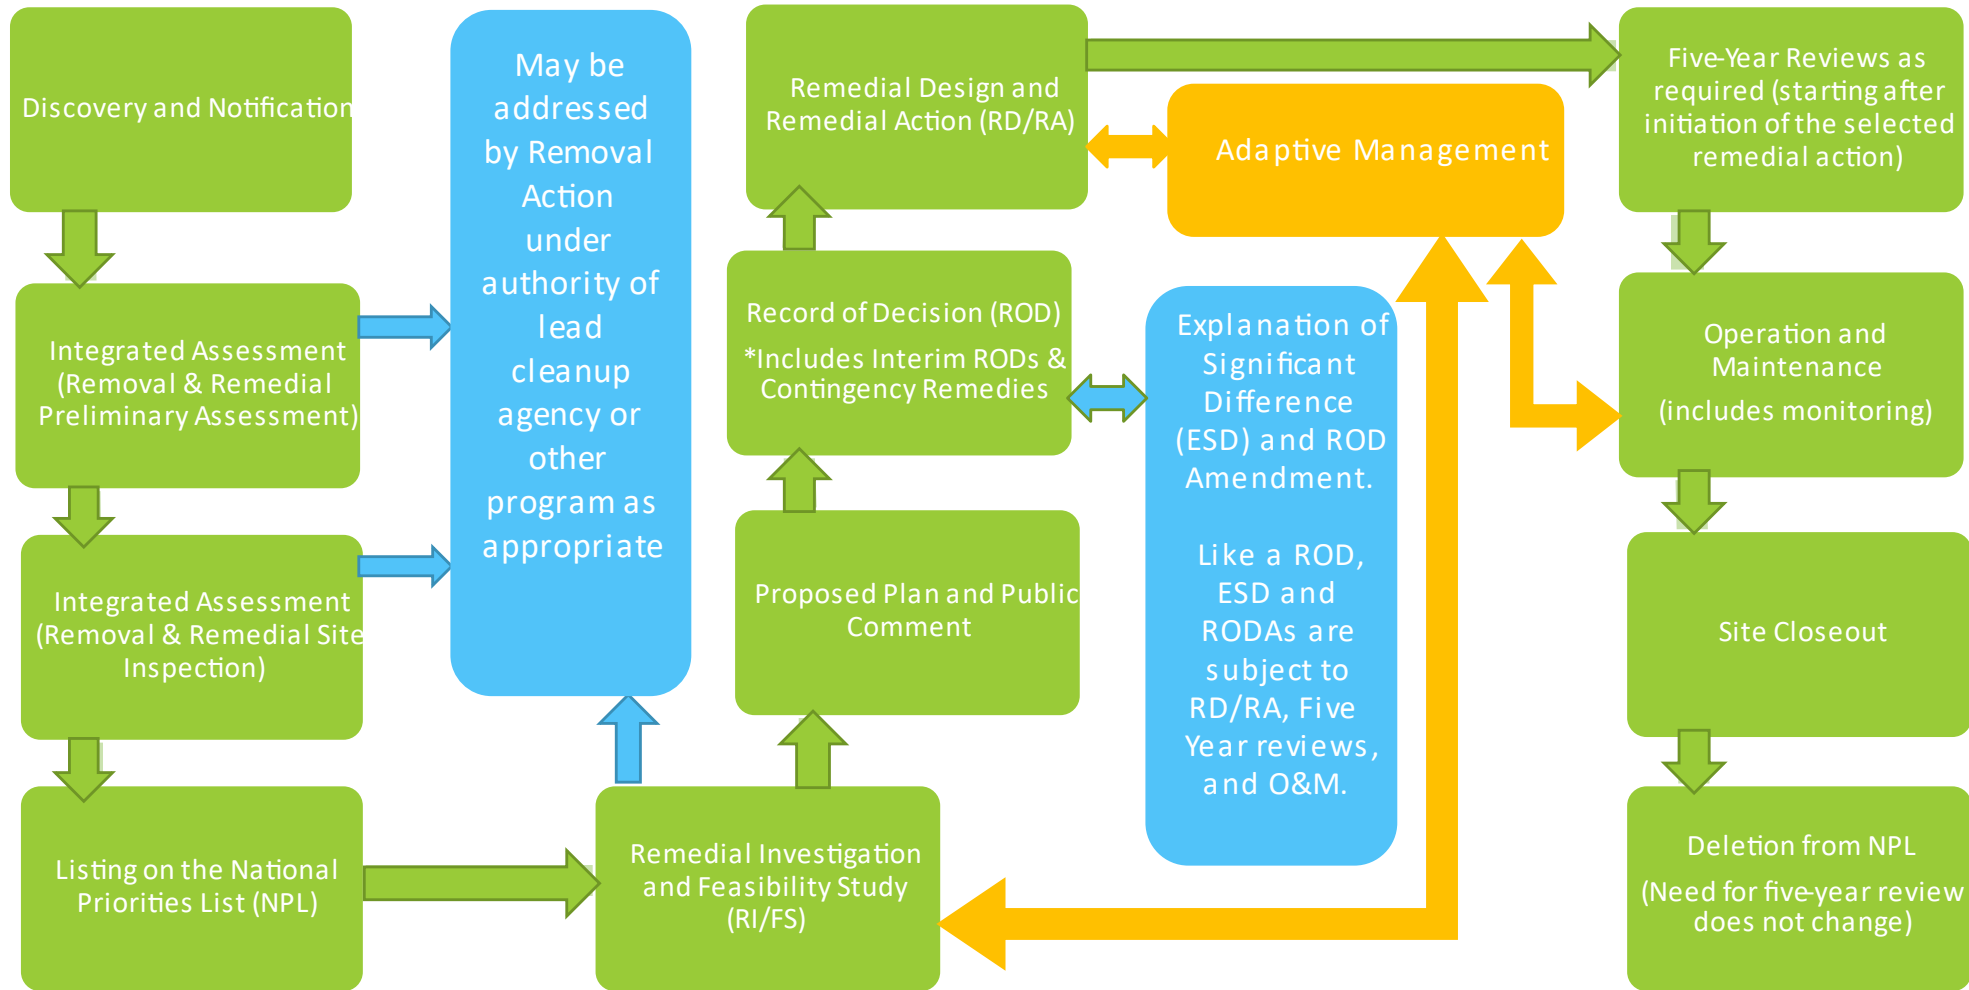 Discovery and Notification
Integrated Assessment
(Removal & Remedial
Preliminary Assessment)
Integrated Assessment
(Removal & Remedial Site
Inspection)
Listing on the National
Priorities List (NPL)
May be
addressed
by Removal
Action
under
authority of
lead
cleanup
agency or
other
program as
appropriate
Remedial Investigation
and Feasibility Study
(RI/FS)
Proposed Plan and Public
Comment
Record of Decision (ROD)
*Includes Interim RODs &
Contingency Remedies
Remedial Design and
Remedial Action (RD/RA)
Adaptive Management
Explanation of
Significant
Difference
(ESD) and ROD
Amendment.
Like a ROD,
ESD and
RODAs are
subject to
RD/RA, Five
Year reviews,
and O&M.
Five-Year Reviews as
required (starting after
initiation of the selected
remedial action)
Operation and
Maintenance
(includes monitoring)
Site Closeout
Deletion from NPL
(Need for five-year review
does not change)